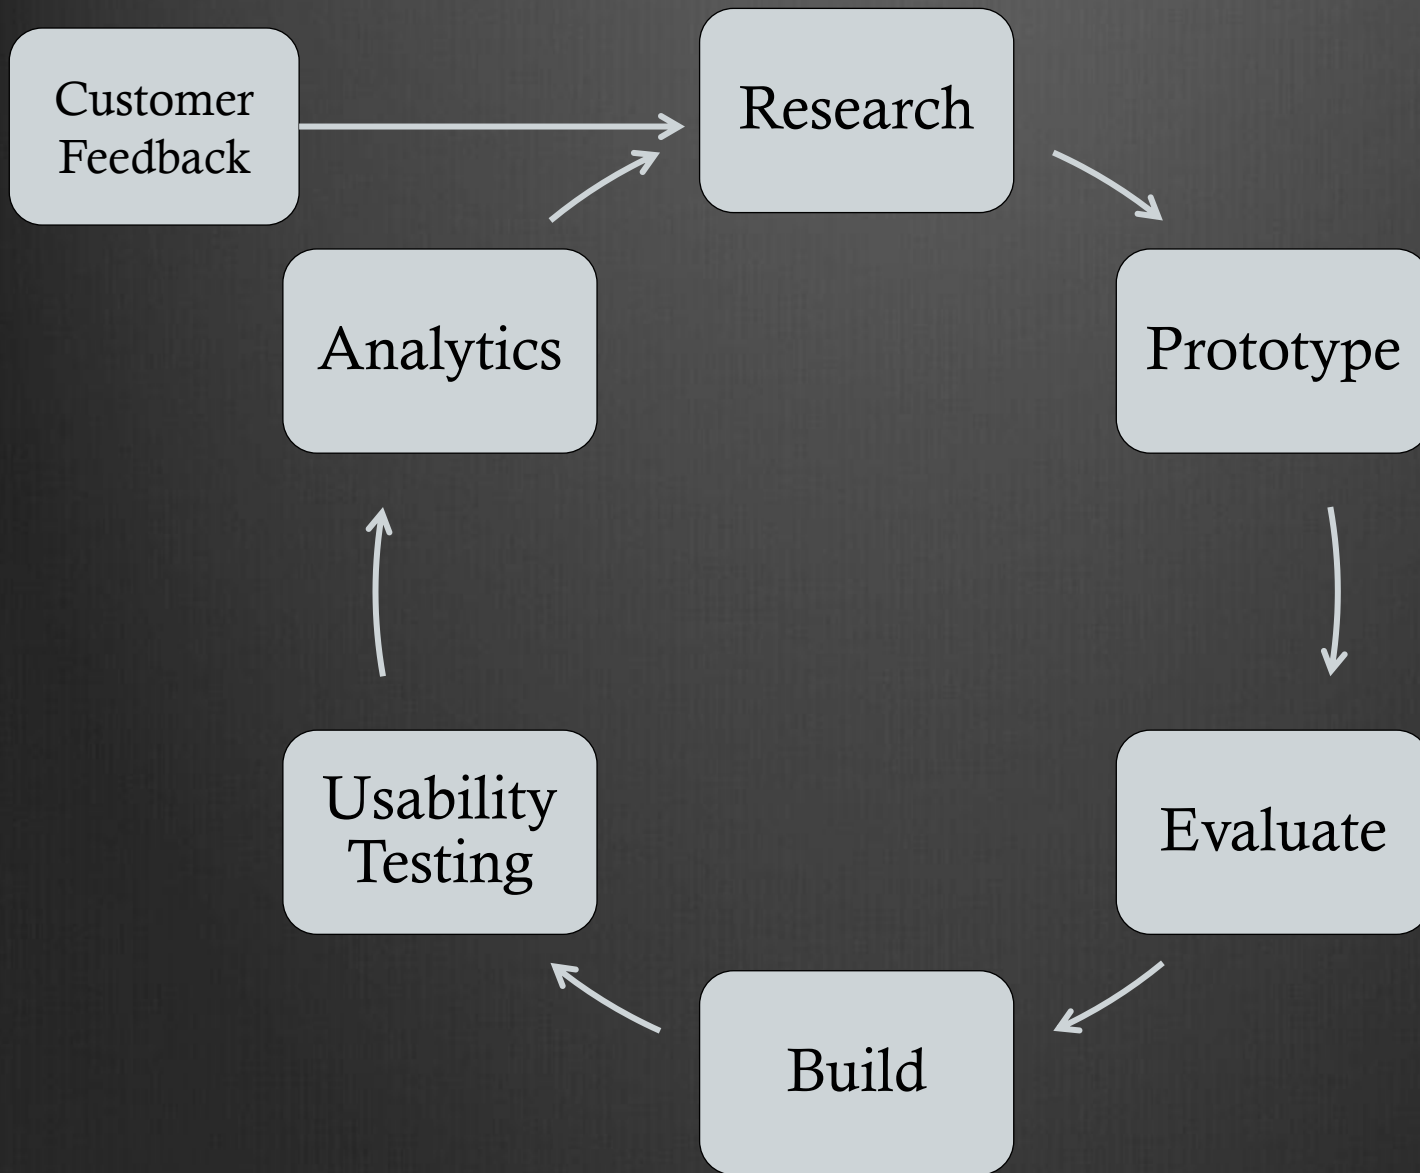 Customer
Feedback
Research
Analytics
Prototype
Usability
Testing
Evaluate
Build